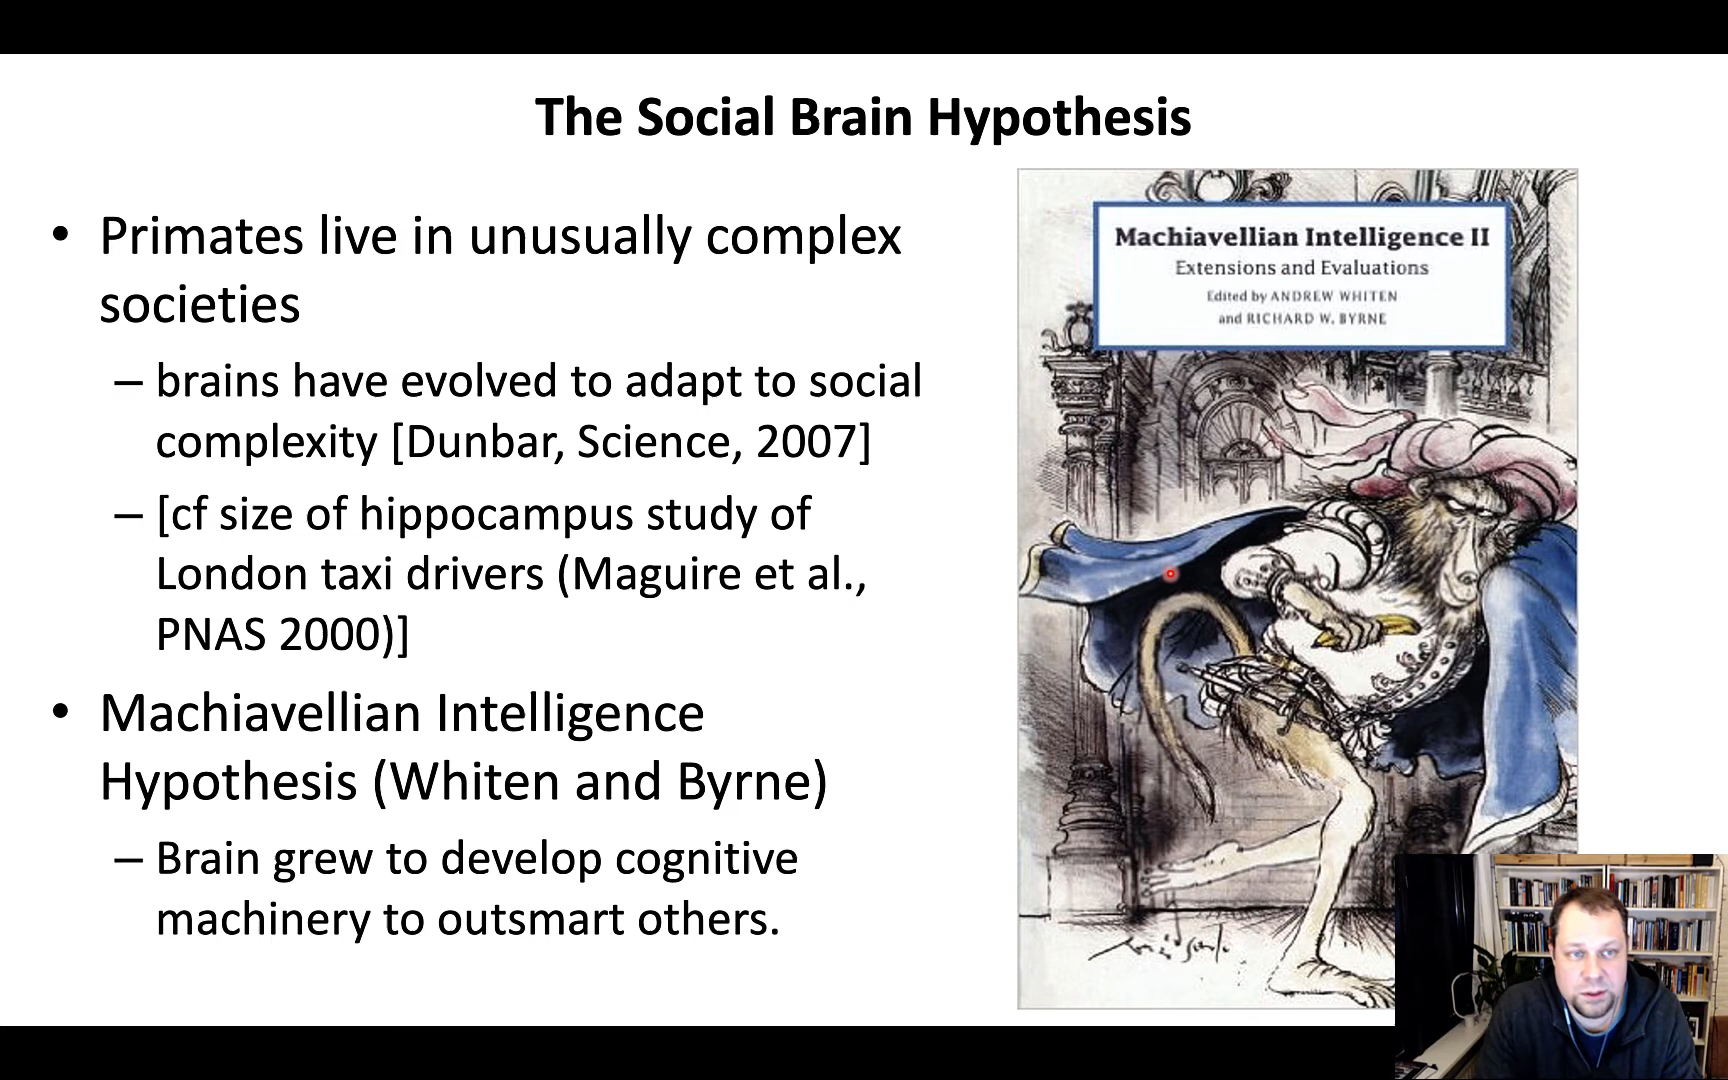 The Social Brain Hypothesis
• Primates live in unusually complex
societies
– brains have evolved to adapt to social
complexity [Dunbar, Science, 2007]
– [cf size of hippocampus study of
London taxi drivers (Maguire et al.,
PNAS 2000)]
• Machiavellian Intelligence
Hypothesis (Whiten and Byrne)
– Brain grew to develop cognitive
machinery to outsmart others.
Machiavellian Intelligence II
Extensions and Evaluations
Edited by ANDREW WHITEN
and RICHARD W. BYRNE